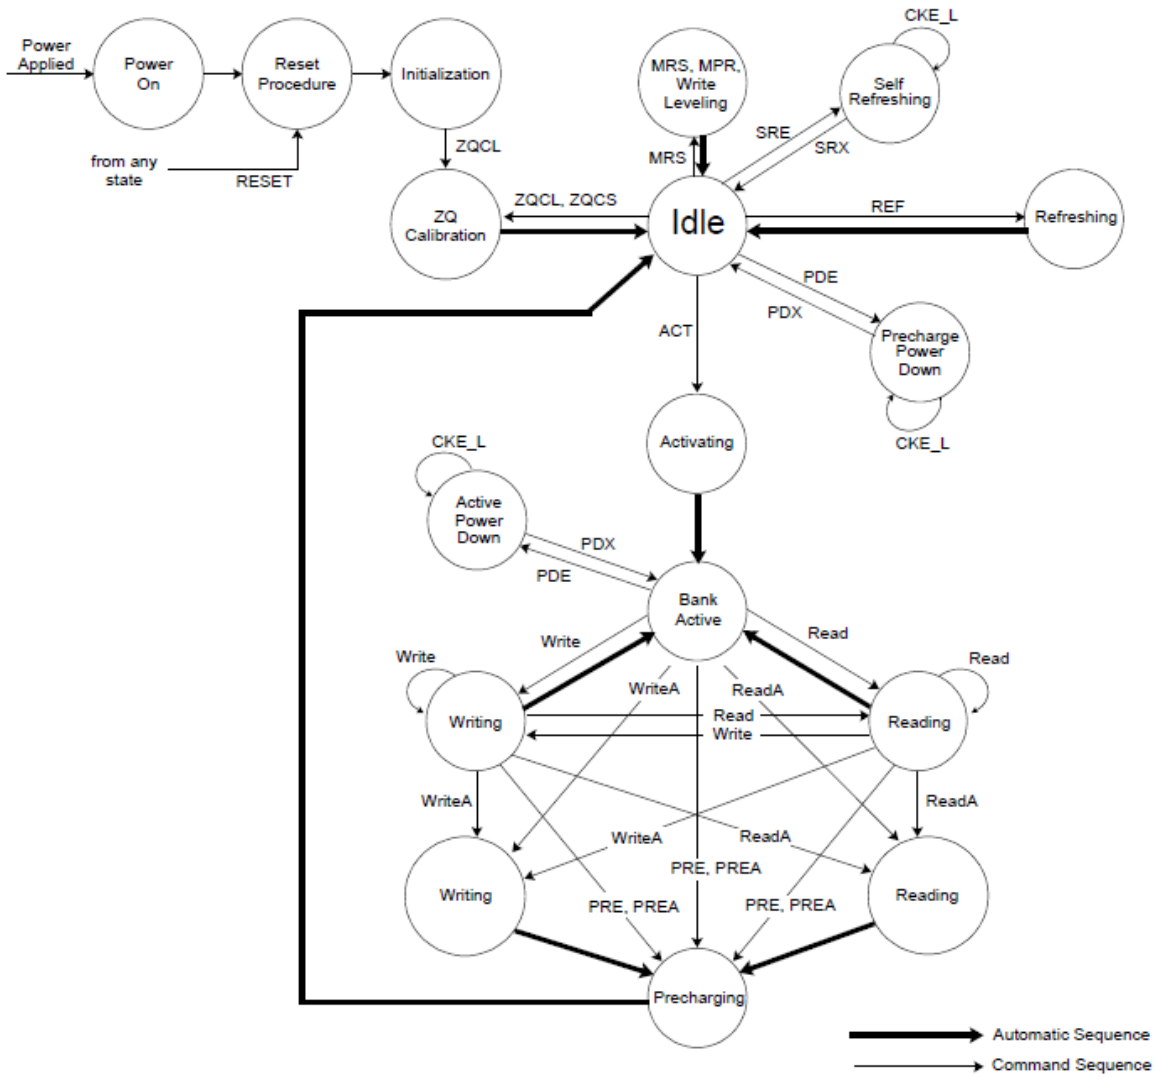 Power
Applied
Power
On
Reset
Procedure
Initialization
from any
state
RESET
ZQCL
ZQ
Calibration
ZQCL, ZQCS
MRS, MPR,
Write
Leveling
MRS
CKE_L
Self
Refreshing
SRE
SRX
Idle
REF
Refreshing
PDE
PDX
Precharge
Power
Down
CKE_L
ACT
Activating
CKE_L
Active
Power
Down
PDX
PDE
Bank
Active
Write
Read
Write
Read
WriteA
ReadA
Writing
Read
Write
Reading
WriteA
ReadA
WriteA
ReadA
Writing
PRE, PREA
PRE, PREA
PRE, PREA
Reading
Precharging
Automatic Sequence
Command Sequence